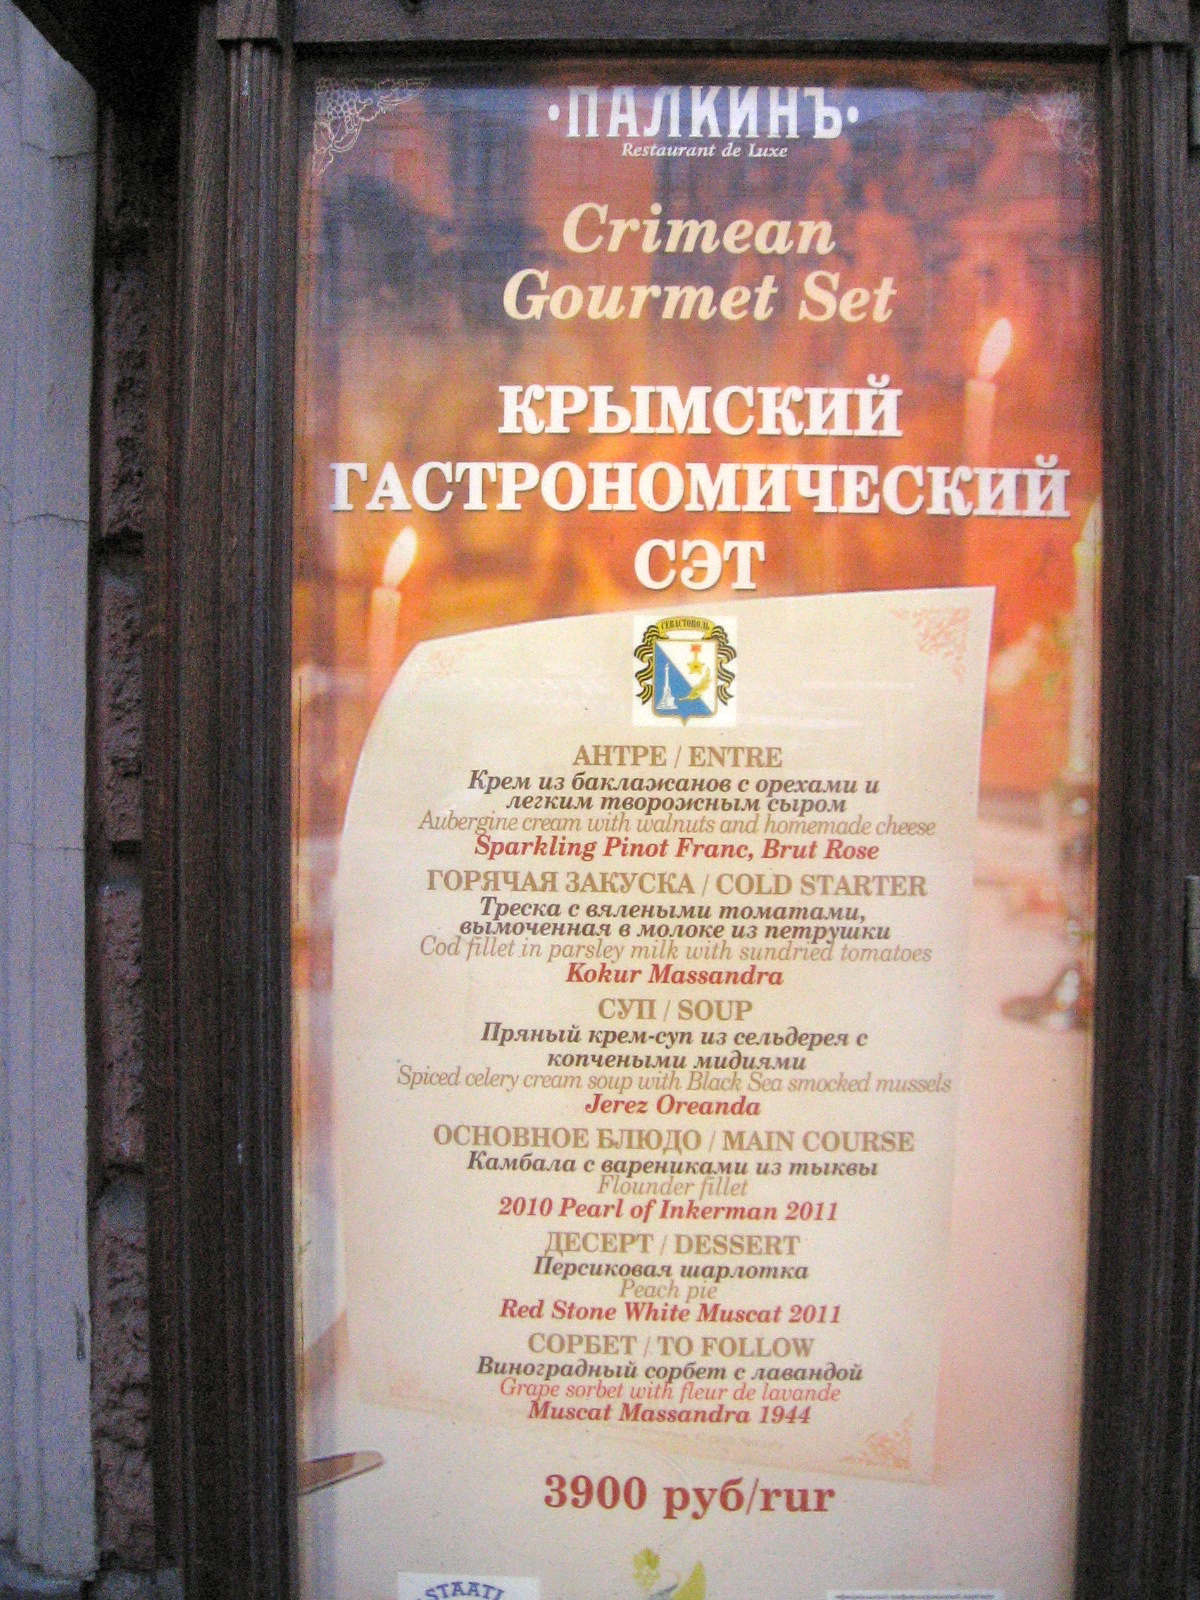 ·ПАЛКИНЪ·
Restaurant de Luxe
Crimean
Gourmet Set
КРЫМСКИЙ
ГАСТРОНОМИЧЕСКИЙ
СЭТ
СЕВАСТОПОЛЬ
АНТРЕ / ENTRE
Крем из баклажанов с орехами и
легким творожным сыром
Aubergine cream with walnuts and homemade cheese
Sparkling Pinot Franc, Brut Rose
ГОРЯЧАЯ ЗАКУСКА / COLD STARTER
Треска с вялеными томатами,
вымоченная в молоке из петрушки
Cod fillet in parsley milk with sundried tomatoes
Kokur Massandra
СУП / SOUP
Пряный крем-суп из сельдерея с
копчеными мидиями
Spiced celery cream soup with Black Sea smocked mussels
Jerez Oreanda
ОСНОВНОЕ БЛЮДО / MAIN COURSE
Камбала с варениками из тыквы
Flounder fillet
2010 Pearl of Inkerman 2011
ДЕСЕРТ / DESSERT
Персиковая шарлотка
Peach pie
Red Stone White Muscat 2011
СОРБЕТ / TO FOLLOW
Виноградный сорбет с лавандой
Grape sorbet with fleur de lavande
Muscat Massandra 1944
3900 руб/rur
STAATL